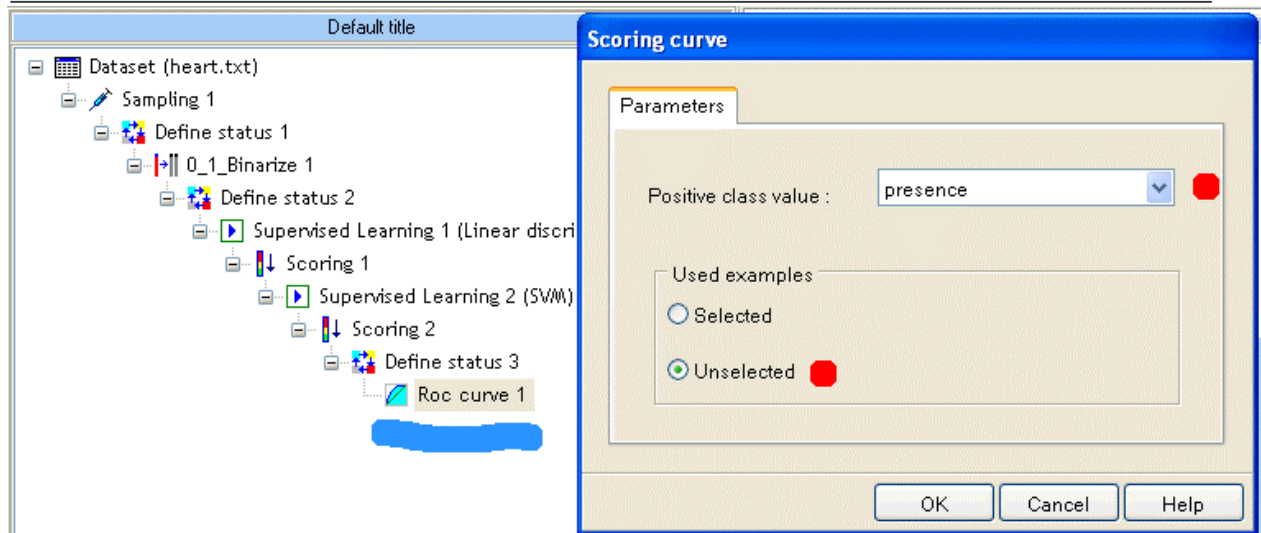 Default title
Dataset (heart.txt)
Sampling 1
Define status 1
0_1_Binarize 1
Define status 2
Supervised Learning 1 (Linear discri
Scoring 1
Supervised Learning 2 (SVM)
Scoring 2
Define status 3
Roc curve 1
Scoring curve
Parameters
Positive class value :
presence
Used examples
Selected
Unselected
OK
Cancel
Help